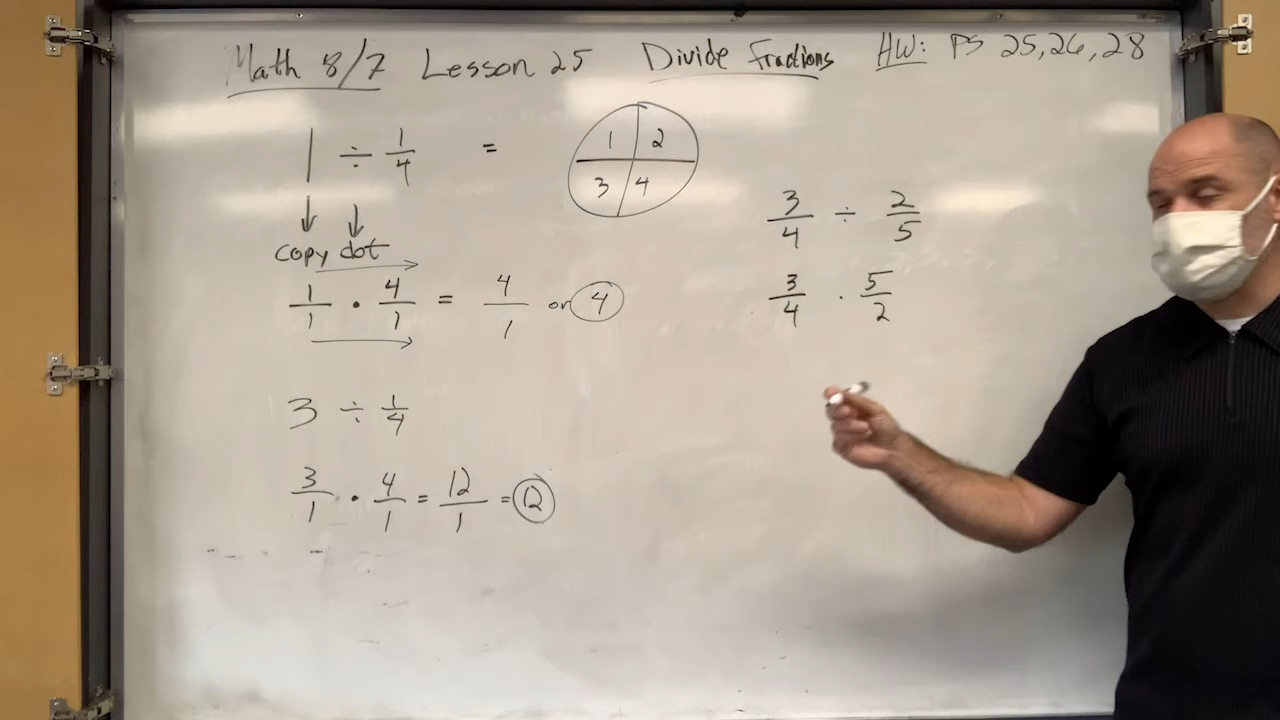 Math 8/7 Lesson 25 Divide Fractions HW: PS 25, 26, 28
1 ÷ 1/4 =
1 2
3 4
↓ ↓
copy dot
1/1 · 4/1 = 4/1 or 4
3 ÷ 1/4
3/1 · 4/1 = 12/1 = 12
3/4 ÷ 2/5
3/4 · 5/2